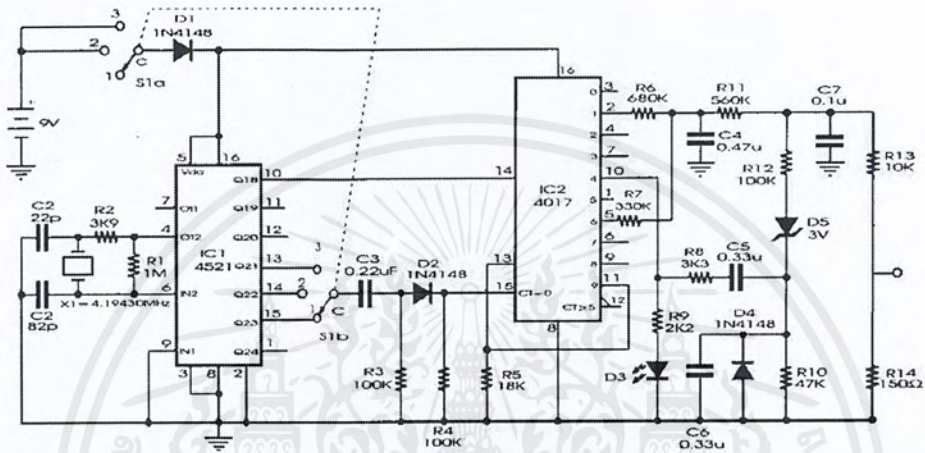 3
2
1
C
S1a
D1
1N4148
9V
5
16
Vdd
7
OI1
4
OI2
6
IN2
9
IN1
3
8
2
IC1
4521
Q18
10
Q19
11
Q20
12
Q21
13
Q22
14
Q23
15
Q24
1
C2
22p
R2
3K9
R1
1M
C2
82p
X1=4.19430MHz
3
2
1
C
S1b
C3
0.22uF
D2
1N4148
R3
100K
R4
100K
R5
18K
16
14
13
15
CT=0
8
IC2
4017
0
3
1
2
2
4
3
7
4
10
5
1
6
5
7
6
8
9
9
11
CT≥5
12
R6
680K
R7
330K
R11
560K
C4
0.47u
C7
0.1u
R12
100K
R13
10K
D5
3V
R8
3K3
C5
0.33u
R9
2K2
D3
D4
1N4148
C6
0.33u
R10
47K
R14
150Ω